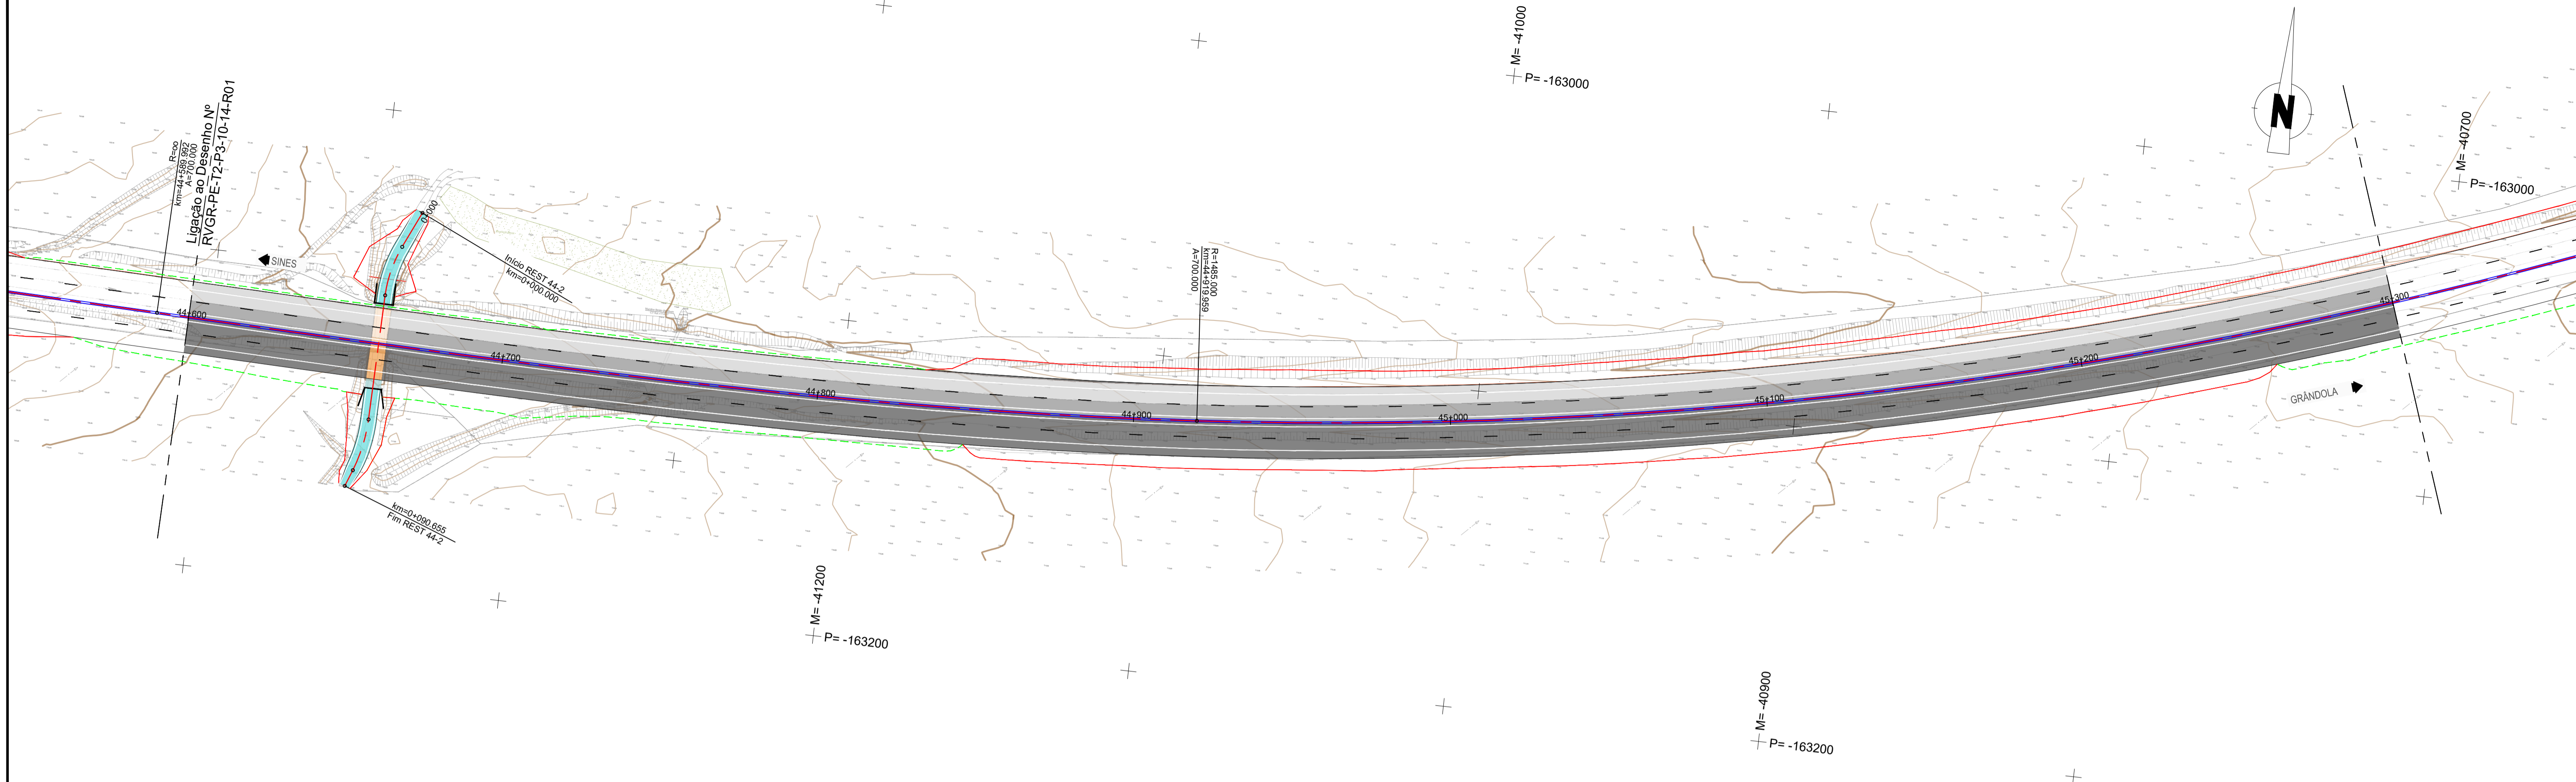 M= -41000
P= -163000
N
M= -40700
P= -163000
R=oo
km=44+589.992
A=700.000
Ligação ao Desenho Nº
RVGR-PE-T2-P3-10-14-R01
SINES
0+000
Início REST 44-2
km=0+000.000
R=1485.000
km=44+919.959
A=700.000
44+600
44+700
44+800
44+900
45+000
45+100
45+200
45+300
GRÂNDOLA
km=0+090.655
Fim REST 44-2
M= -41200
P= -163200
M= -40900
P= -163200